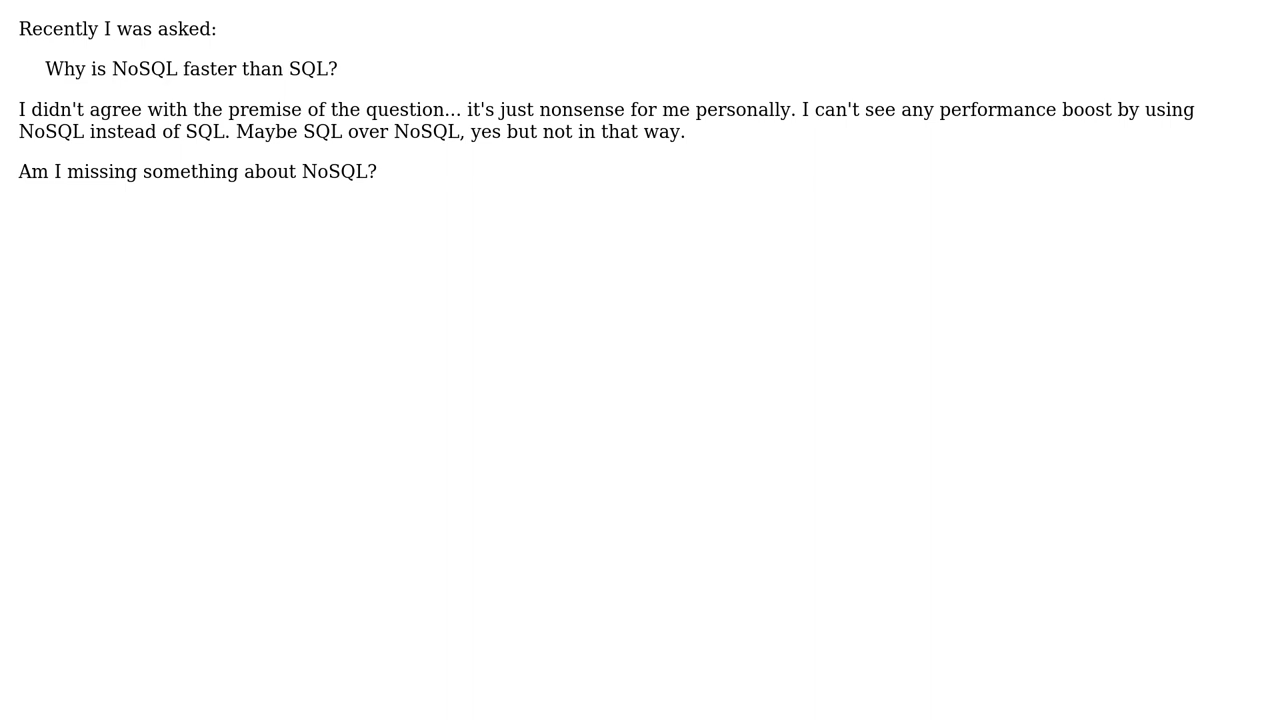 Recently I was asked:
Why is NoSQL faster than SQL?
I didn't agree with the premise of the question... it's just nonsense for me personally. I can't see any performance boost by using
NoSQL instead of SQL. Maybe SQL over NoSQL, yes but not in that way.
Am I missing something about NoSQL?